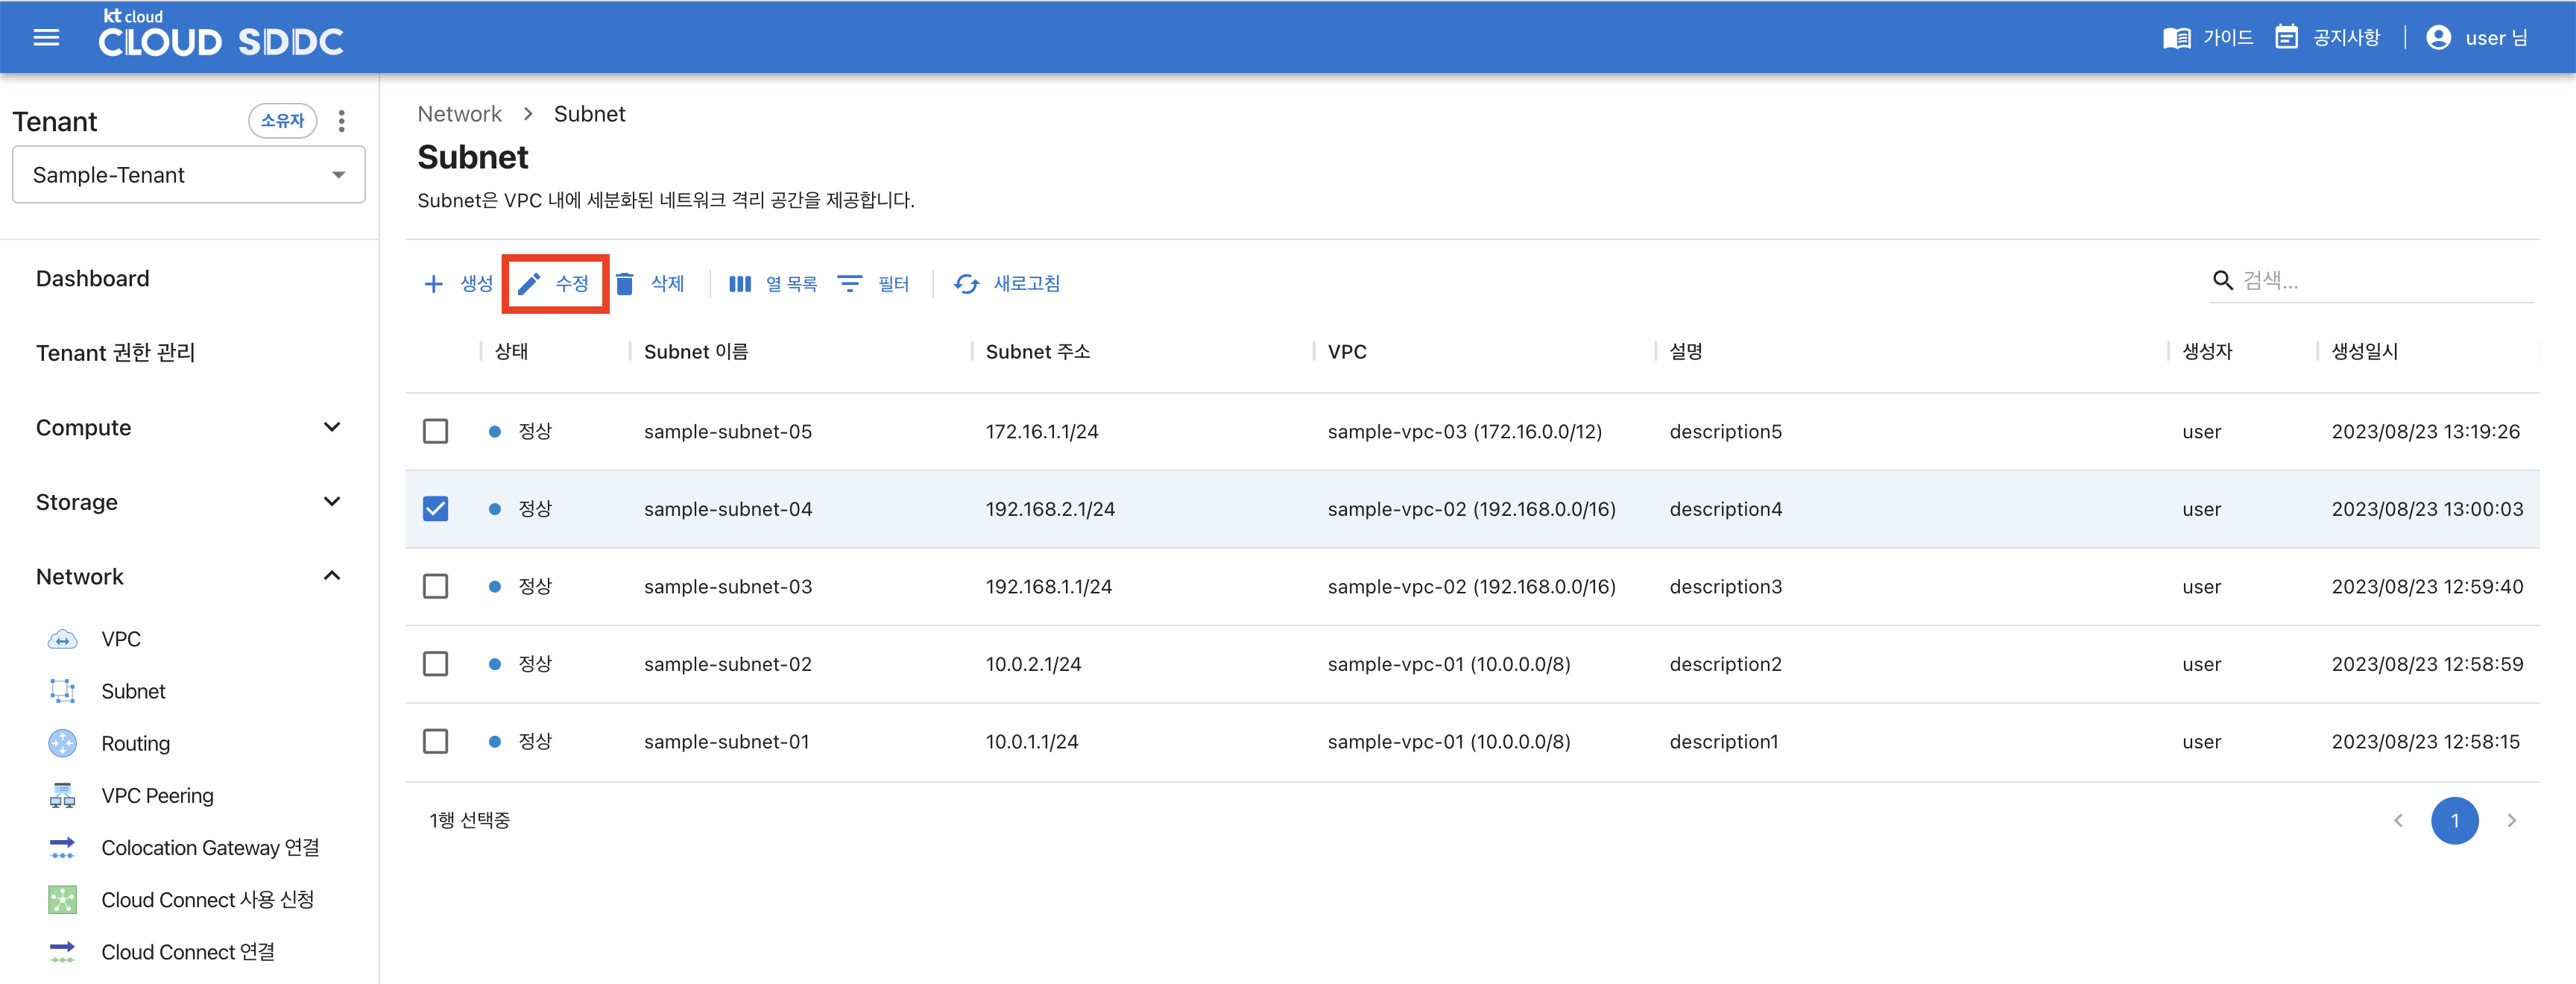 kt cloud
CLOUD SDDC
가이드
공지사항
user 님
Tenant
소유자
Sample-Tenant
Dashboard
Tenant 권한 관리
Compute
Storage
Network
VPC
Subnet
Routing
VPC Peering
Colocation Gateway 연결
Cloud Connect 사용 신청
Cloud Connect 연결
Network > Subnet
Subnet
Subnet은 VPC 내에 세분화된 네트워크 격리 공간을 제공합니다.
생성 수정 삭제 열 목록 필터 새로고침
검색...
상태 Subnet 이름 Subnet 주소 VPC 설명 생성자 생성일시
정상 sample-subnet-05 172.16.1.1/24 sample-vpc-03 (172.16.0.0/12) description5 user 2023/08/23 13:19:26
정상 sample-subnet-04 192.168.2.1/24 sample-vpc-02 (192.168.0.0/16) description4 user 2023/08/23 13:00:03
정상 sample-subnet-03 192.168.1.1/24 sample-vpc-02 (192.168.0.0/16) description3 user 2023/08/23 12:59:40
정상 sample-subnet-02 10.0.2.1/24 sample-vpc-01 (10.0.0.0/8) description2 user 2023/08/23 12:58:59
정상 sample-subnet-01 10.0.1.1/24 sample-vpc-01 (10.0.0.0/8) description1 user 2023/08/23 12:58:15
1행 선택중
1